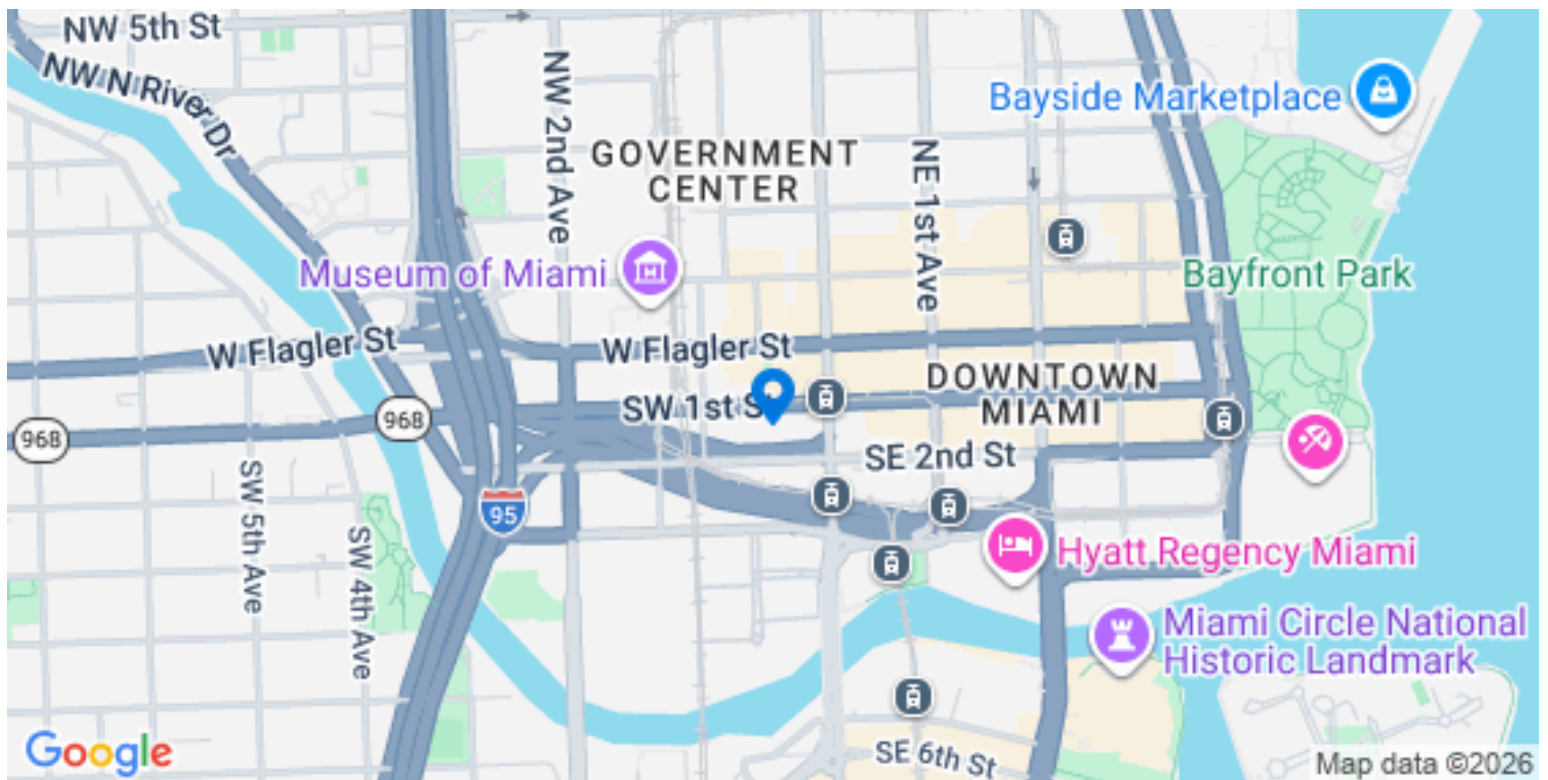 NW 5th St
NW N River Dr
NW 2nd Ave
GOVERNMENT
CENTER
NE 1st Ave
Bayside Marketplace
Museum of Miami
Bayfront Park
W Flagler St
W Flagler St
SW 1st S
DOWNTOWN
MIAMI
968
968
SE 2nd St
SW 5th Ave
SW 4th Ave
95
Hyatt Regency Miami
Miami Circle National
Historic Landmark
SE 6th St
Google
Map data ©2026